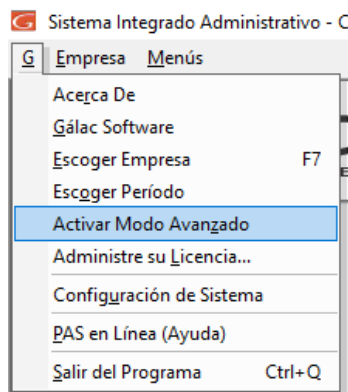 Sistema Integrado Administrativo - C
G Empresa Menús
Acerca De
Gálac Software
Escoger Empresa F7
Escoger Período
Activar Modo Avanzado
Administre su Licencia...
Configuración de Sistema
PAS en Línea (Ayuda)
Salir del Programa Ctrl+Q